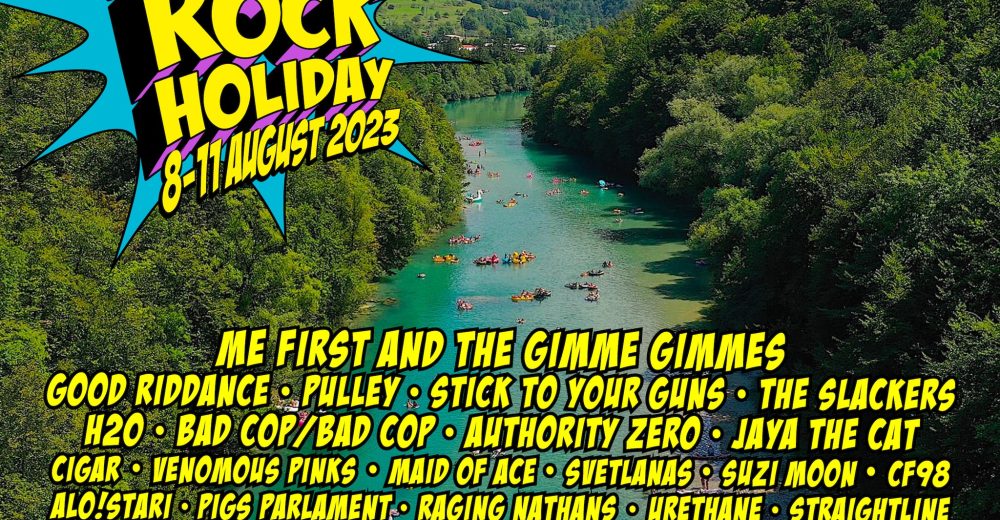 ROCK
HOLIDAY
8-11 AUGUST 2023
ME FIRST AND THE GIMME GIMMES
GOOD RIDDANCE • PULLEY • STICK TO YOUR GUNS • THE SLACKERS
H2O • BAD COP/BAD COP • AUTHORITY ZERO • JAYA THE CAT
CIGAR • VENOMOUS PINKS • MAID OF ACE • SVETLANAS • SUZI MOON • CF98
ALO!STARI • PIGS PARLAMENT • RAGING NATHANS • URETHANE • STRAIGHTLINE